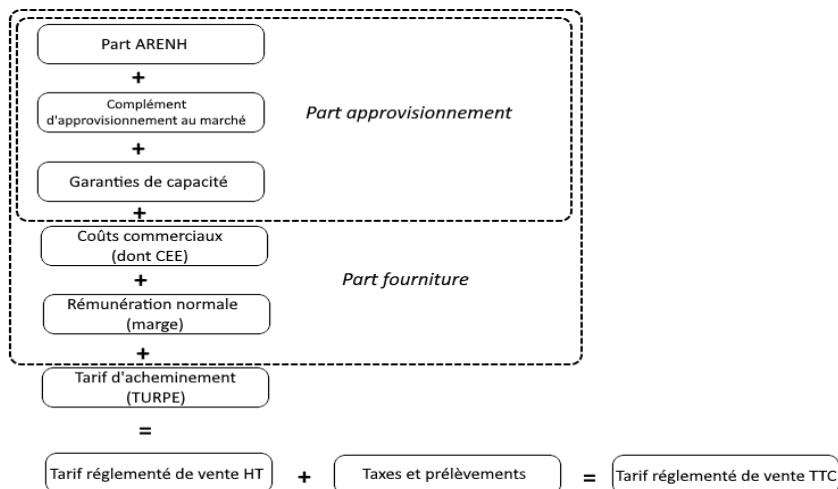 Part ARENH
+
Complément
d'approvisionnement au marché
Part approvisionnement
+
Garanties de capacité
+
Coûts commerciaux
(dont CEE)
+
Part fourniture
Rémunération normale
(marge)
+
Tarif d'acheminement
(TURPE)
=
Tarif réglementé de vente HT + Taxes et prélèvements = Tarif réglementé de vente TTC